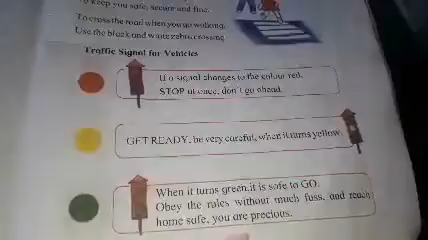 To keep you safe, secure and fine.
To cross the road when you go walking,
Use the black and white zebra crossing
Traffic Signal for Vehicles
If a signal changes to the colour red,
STOP at once, don't go ahead.
GET READY, be very careful, when it turns yellow.
When it turns green, it is safe to GO.
Obey the rules without much fuss, and reach
home safe, you are precious.